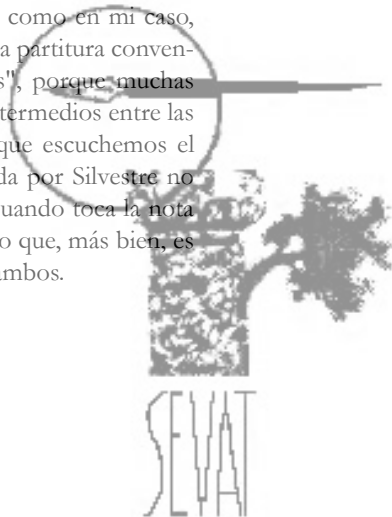 como en mi caso,
a partitura conven-
s", porque muchas
termedios entre las
que escuchemos el
da por Silvestre no
uando toca la nota
o que, más bien, es
ambos.
SEVAT